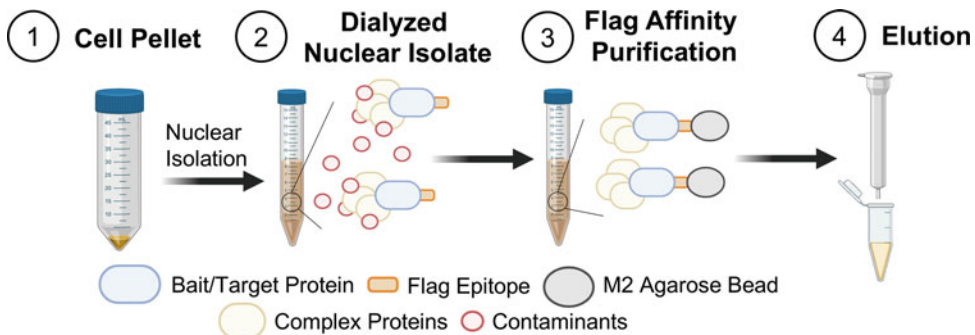 1 Cell Pellet
2 Dialyzed
Nuclear Isolate
3 Flag Affinity
Purification
4 Elution
Nuclear
Isolation
Bait/Target Protein
Flag Epitope
M2 Agarose Bead
Complex Proteins
Contaminants